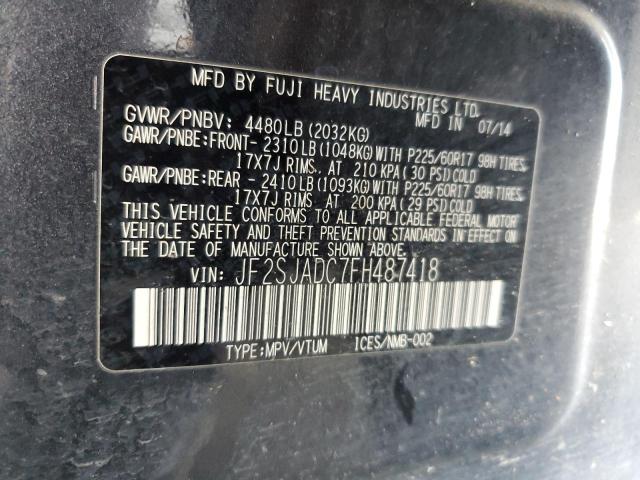 MFD BY FUJI HEAVY INDUSTRIES LTD.
MFD IN 07/14
GVWR/PNBV: 4480LB (2032KG)
GAWR/PNBE:FRONT- 2310LB (1048KG) WITH P225/60R17 98H TIRES,
17X7J RIMS, AT 210 KPA (30 PSI) COLD
GAWR/PNBE:REAR - 2410LB (1093KG) WITH P225/60R17 98H TIRES,
17X7J RIMS, AT 200 KPA (29 PSI) COLD
THIS VEHICLE CONFORMS TO ALL APPLICABLE FEDERAL MOTOR
VEHICLE SAFETY AND THEFT PREVENTION STANDARDS IN EFFECT ON
THE DATE OF MANUFACTURE SHOWN ABOVE.
VIN: JF2SJADC7FH487418
TYPE:MPV/VTUM 1CES/NMB-002